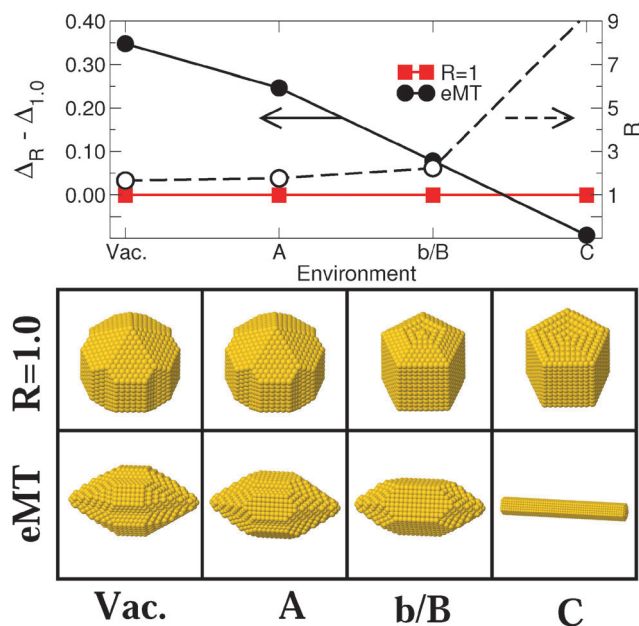 0.40
0.30
0.20
0.10
0.00
Δ_R - Δ_1.0
R=1
eMT
9
7
5
3
1
R
Vac. A b/B C
Environment
R=1.0
eMT
Vac. A b/B C